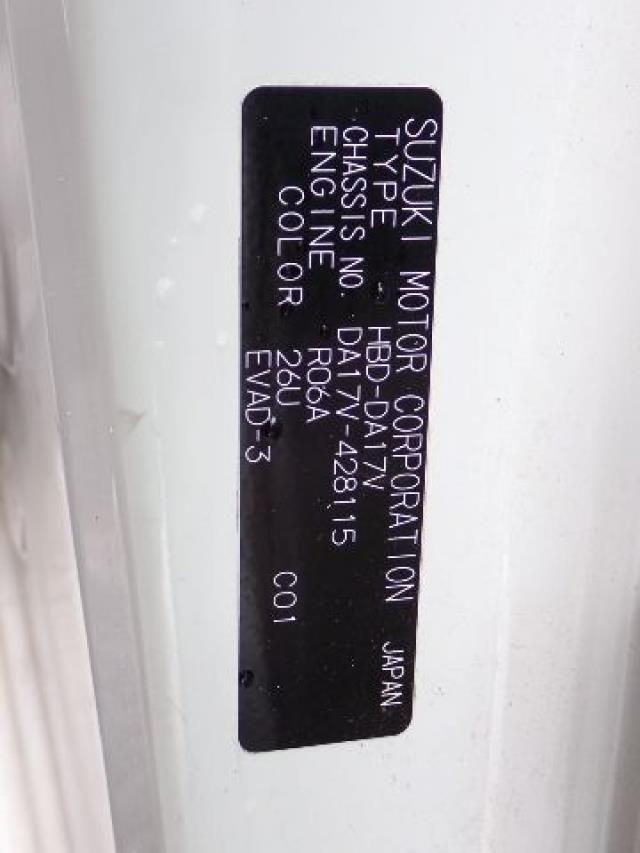 SUZUKI MOTOR CORPORATION JAPAN
TYPE HBD-DA17V
CHASSIS NO. DA17V-428115
ENGINE R06A
COLOR 26U C01
EVAD-3